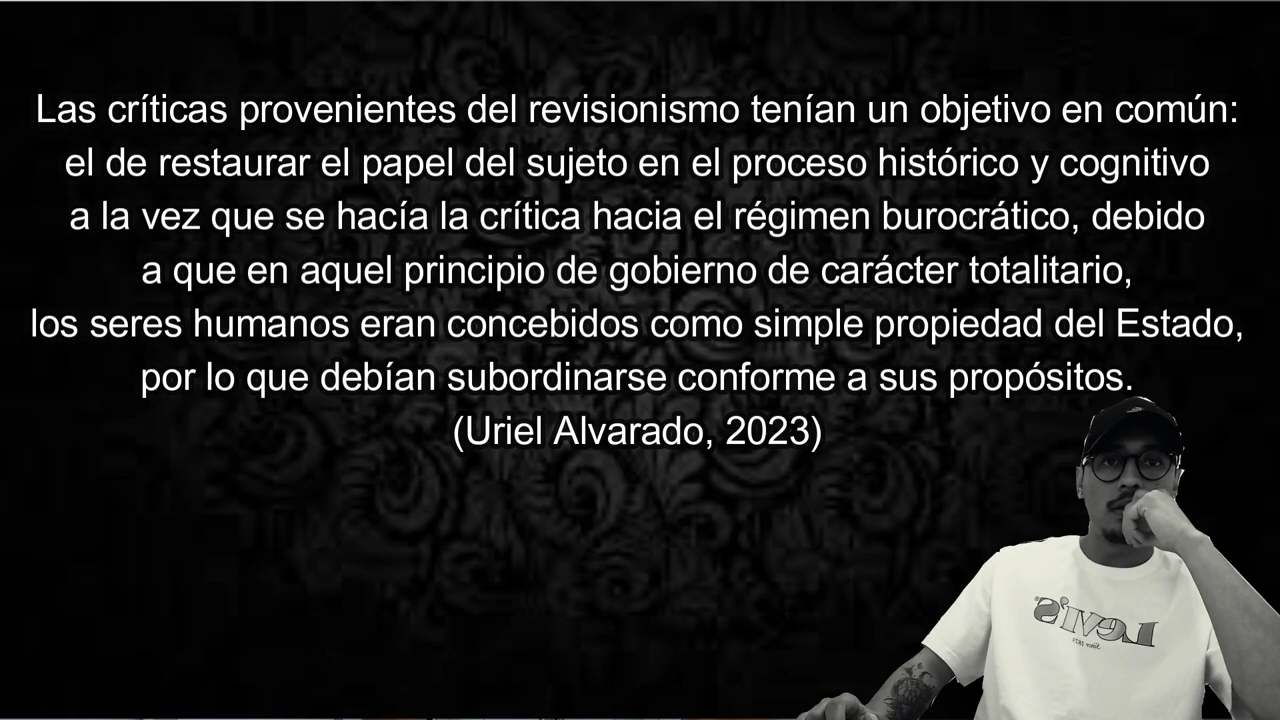 Las críticas provenientes del revisionismo tenían un objetivo en común:
el de restaurar el papel del sujeto en el proceso histórico y cognitivo
a la vez que se hacía la crítica hacia el régimen burocrático, debido
a que en aquel principio de gobierno de carácter totalitario,
los seres humanos eran concebidos como simple propiedad del Estado,
por lo que debían subordinarse conforme a sus propósitos.
(Uriel Alvarado, 2023)
LEVI'S